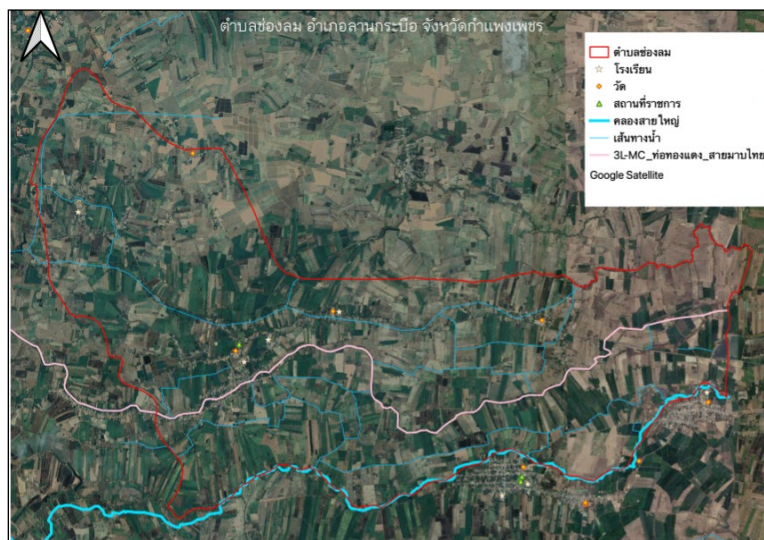 ตำบลช่องลม อำเภอลานกระบือ จังหวัดกำแพงเพชร
ตำบลช่องลม
โรงเรียน
วัด
สถานที่ราชการ
คลองสายใหญ่
เส้นทางน้ำ
3L-MC_ท่อทองแดง_สายมาบไทย
Google Satellite